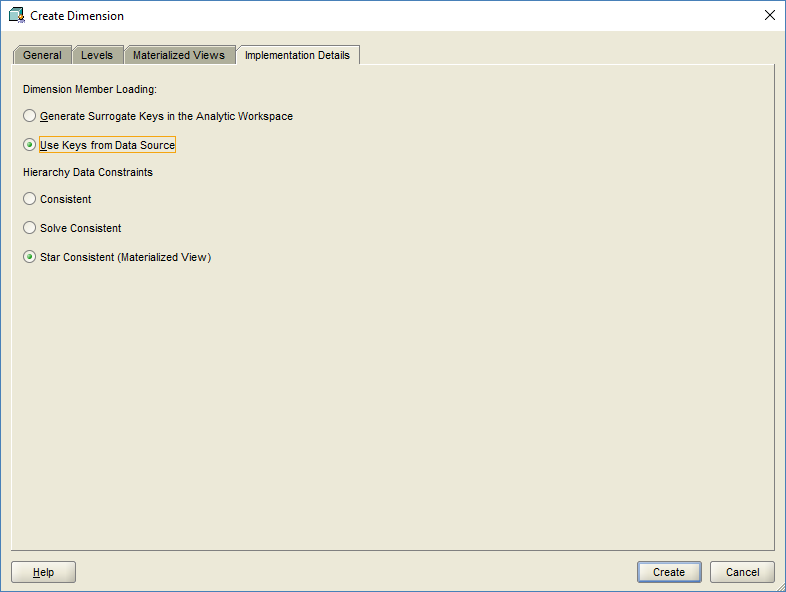 Create Dimension
General Levels Materialized Views Implementation Details
Dimension Member Loading:
Generate Surrogate Keys in the Analytic Workspace
Use Keys from Data Source
Hierarchy Data Constraints
Consistent
Solve Consistent
Star Consistent (Materialized View)
Help Create Cancel